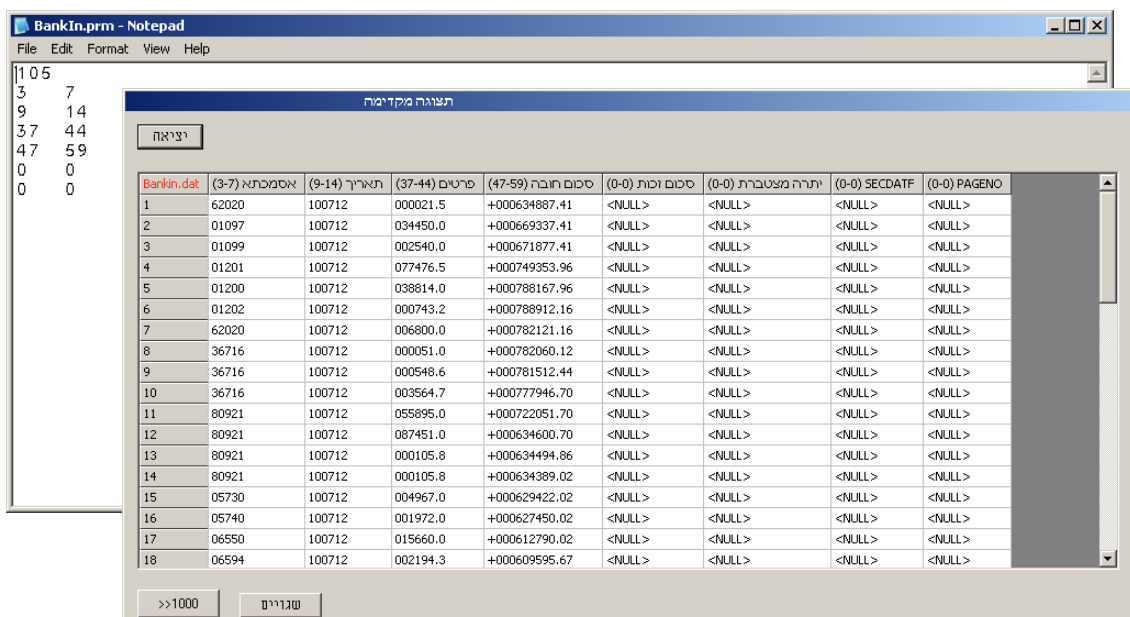 BankIn.prm - Notepad
File Edit Format View Help
105
3 7
9 14
37 44
47 59
0 0
0 0
תצוגה מקדימה
יציאה
Bankin.dat אסמכתא (3-7) תאריך (9-14) פרטים (37-44) סכום חובה (47-59) סכום זכות (0-0) יתרה מצטברת (0-0) (0-0) SECDATF (0-0) PAGENO
1 62020 100712 000021.5 +000634887.41 <NULL> <NULL> <NULL> <NULL>
2 01097 100712 034450.0 +000669337.41 <NULL> <NULL> <NULL> <NULL>
3 01099 100712 002540.0 +000671877.41 <NULL> <NULL> <NULL> <NULL>
4 01201 100712 077476.5 +000749353.96 <NULL> <NULL> <NULL> <NULL>
5 01200 100712 038814.0 +000788167.96 <NULL> <NULL> <NULL> <NULL>
6 01202 100712 000743.2 +000788912.16 <NULL> <NULL> <NULL> <NULL>
7 62020 100712 006800.0 +000782121.16 <NULL> <NULL> <NULL> <NULL>
8 36716 100712 000051.0 +000782060.12 <NULL> <NULL> <NULL> <NULL>
9 36716 100712 000548.6 +000781512.44 <NULL> <NULL> <NULL> <NULL>
10 36716 100712 003564.7 +000777946.70 <NULL> <NULL> <NULL> <NULL>
11 80921 100712 055895.0 +000722051.70 <NULL> <NULL> <NULL> <NULL>
12 80921 100712 087451.0 +000634600.70 <NULL> <NULL> <NULL> <NULL>
13 80921 100712 000105.8 +000634494.86 <NULL> <NULL> <NULL> <NULL>
14 80921 100712 000105.8 +000634389.02 <NULL> <NULL> <NULL> <NULL>
15 05730 100712 004967.0 +000629422.02 <NULL> <NULL> <NULL> <NULL>
16 05740 100712 001972.0 +000627450.02 <NULL> <NULL> <NULL> <NULL>
17 06550 100712 015660.0 +000612790.02 <NULL> <NULL> <NULL> <NULL>
18 06594 100712 002194.3 +000609595.67 <NULL> <NULL> <NULL> <NULL>
>>1000 שגויים